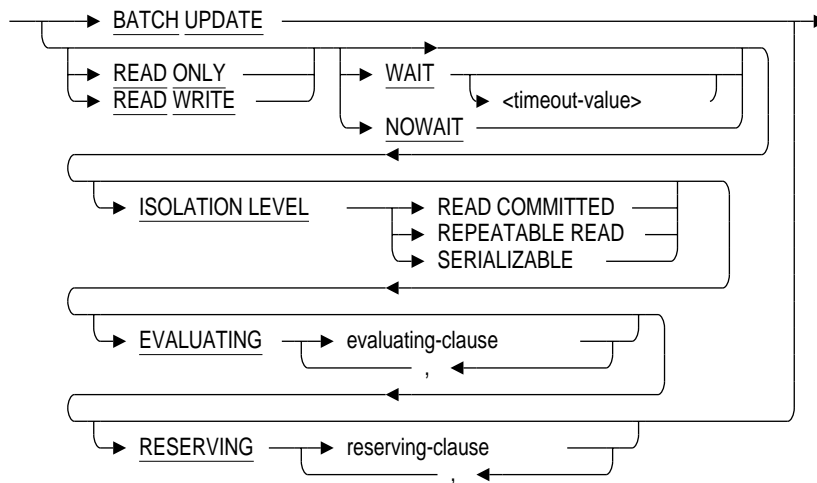 BATCH UPDATE
READ ONLY
READ WRITE
WAIT
<timeout-value>
NOWAIT
ISOLATION LEVEL
READ COMMITTED
REPEATABLE READ
SERIALIZABLE
EVALUATING
evaluating-clause
,
RESERVING
reserving-clause
,